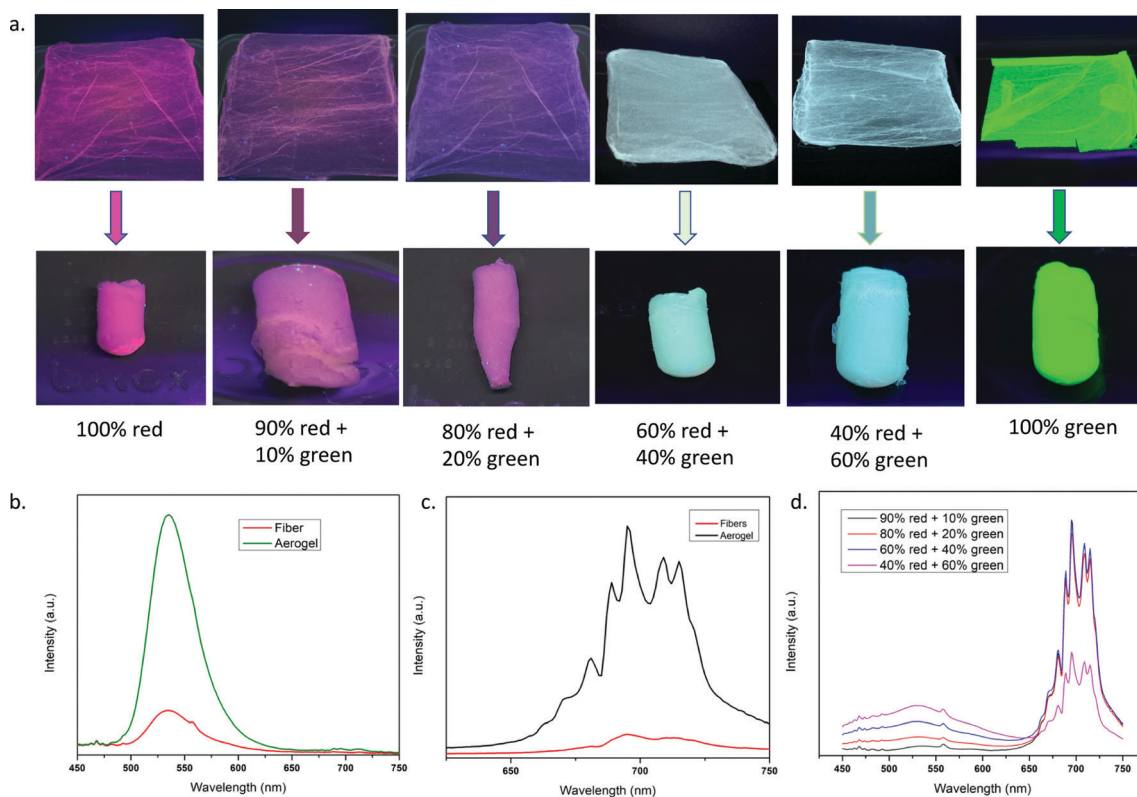 a.
100% red
90% red +
10% green
80% red +
20% green
60% red +
40% green
40% red +
60% green
100% green
b.
Fiber
Aerogel
Intensity (a.u.)
450 500 550 600 650 700 750
Wavelength (nm)
c.
Fibers
Aerogel
Intensity (a.u.)
650 700 750
Wavelength (nm)
d.
90% red + 10% green
80% red + 20% green
60% red + 40% green
40% red + 60% green
Intensity (a.u.)
450 500 550 600 650 700 750
Wavelength (nm)